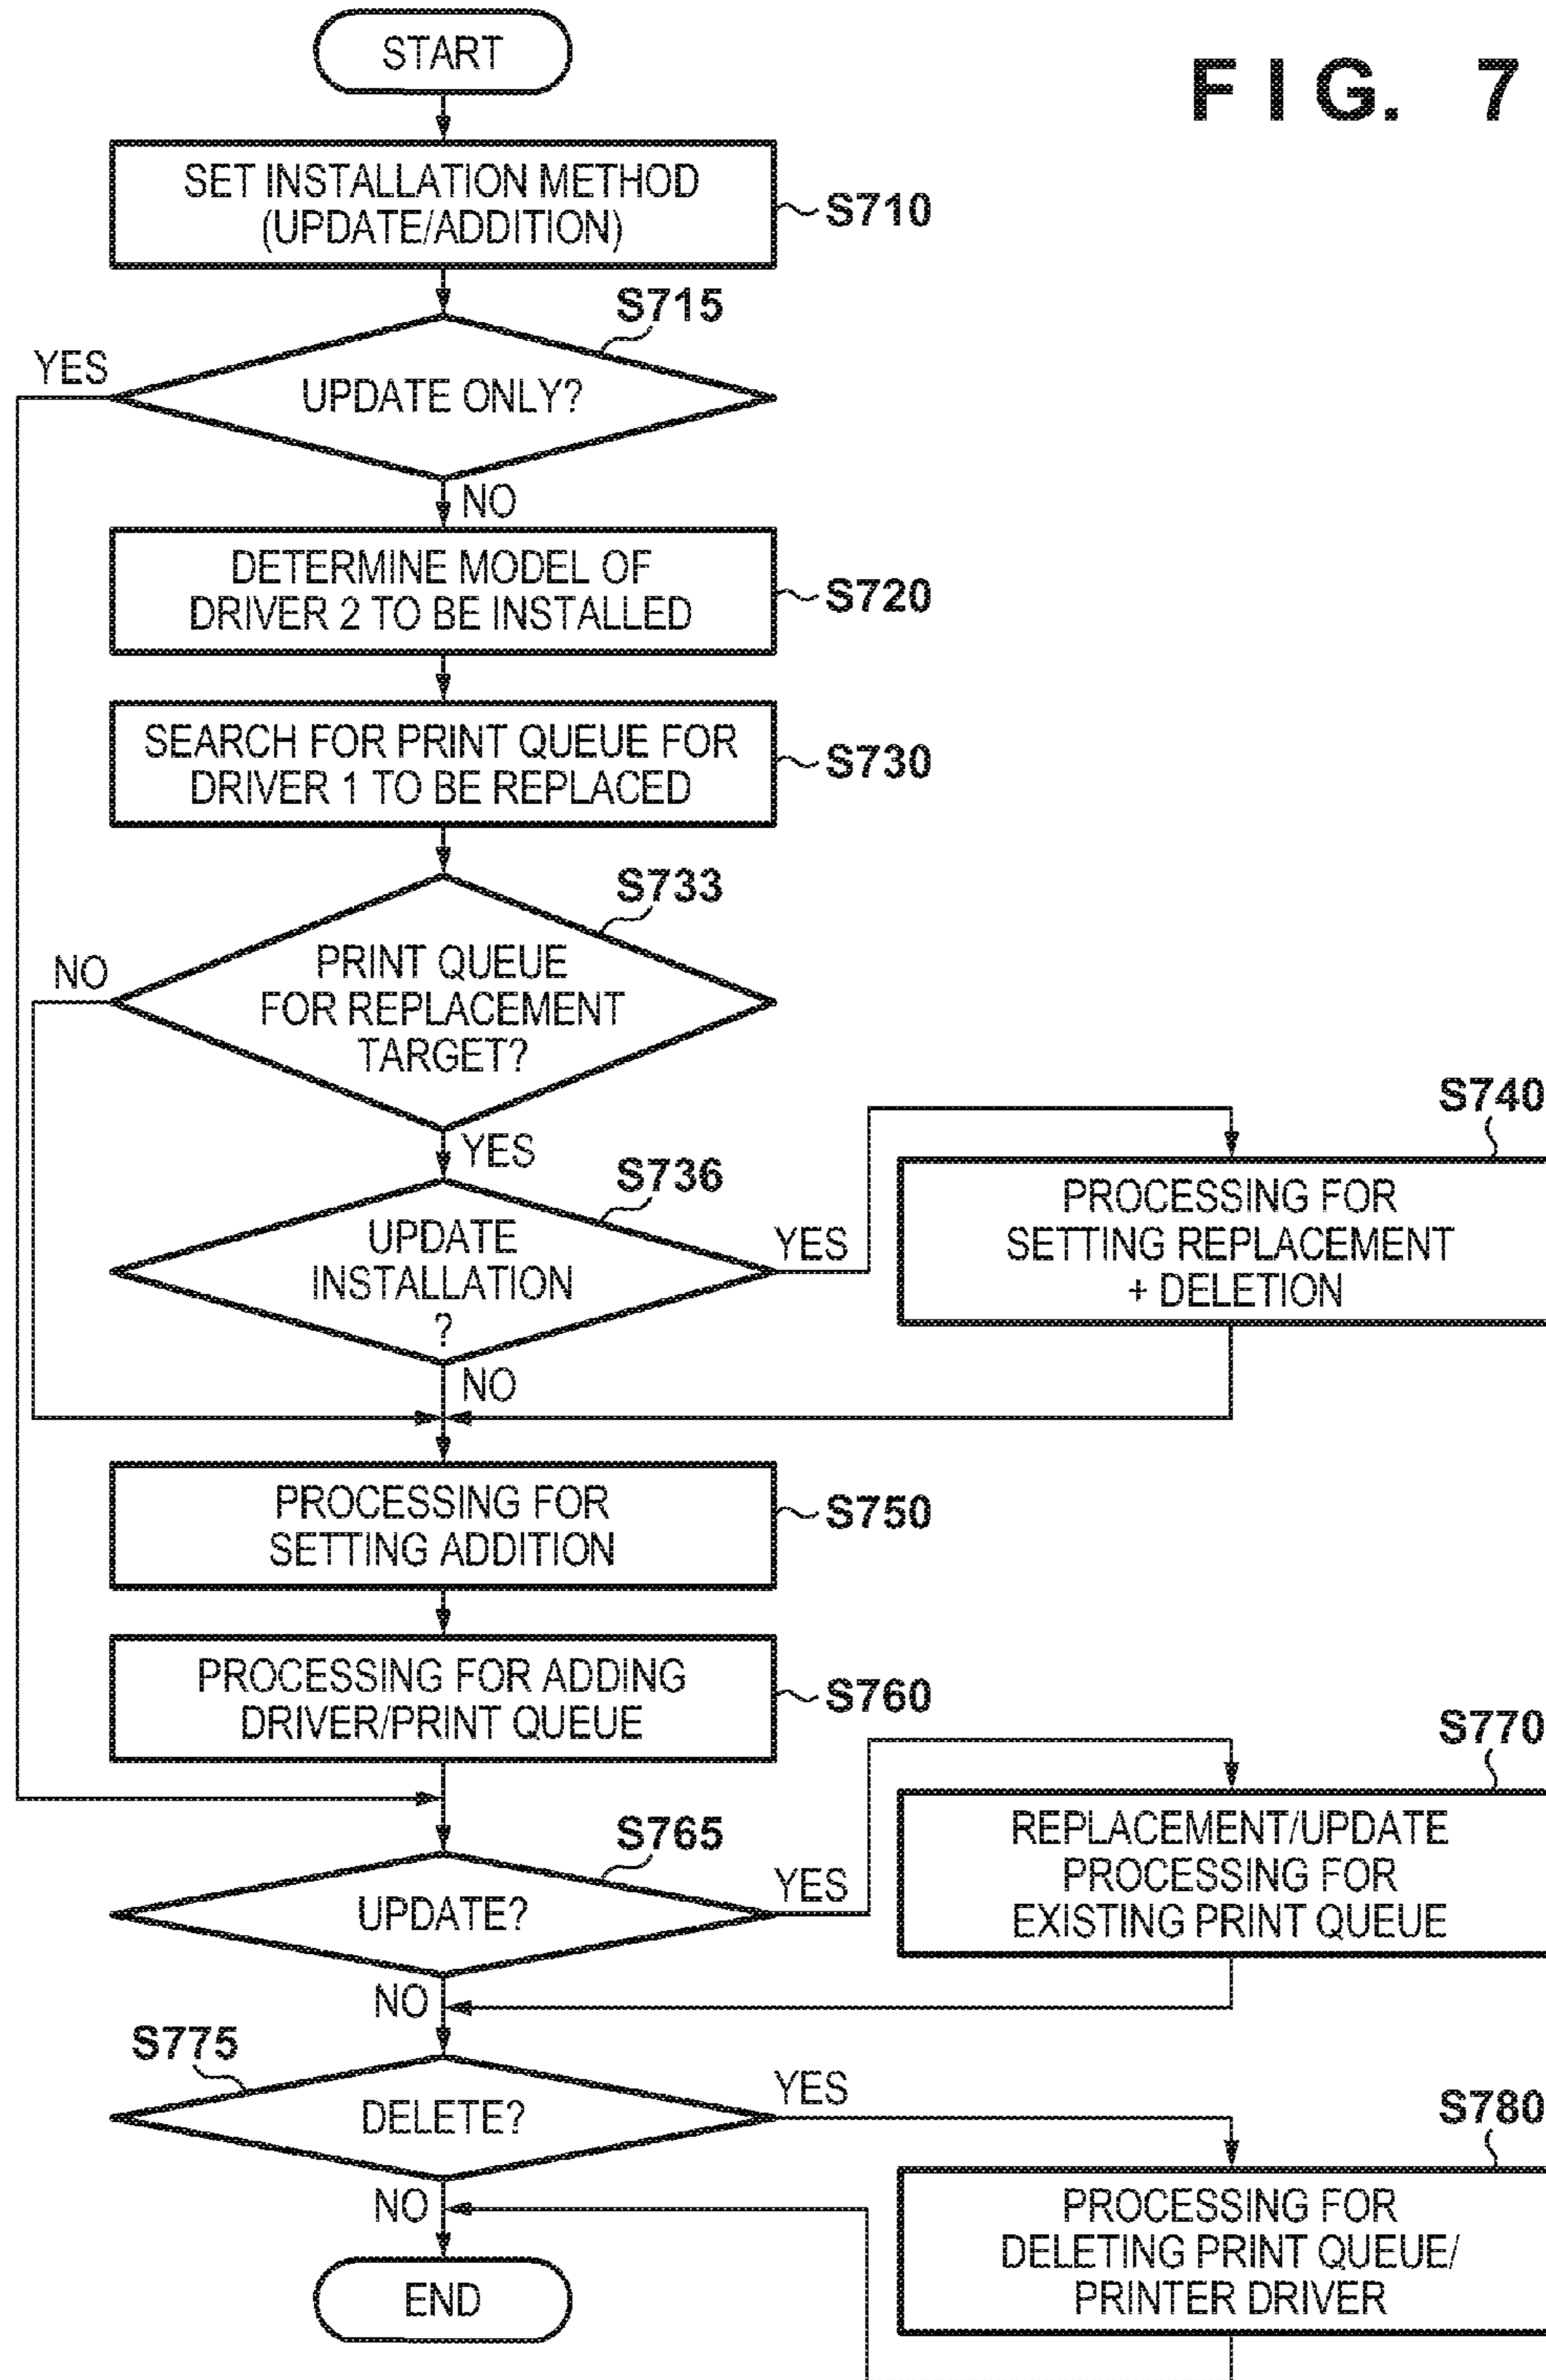 START
FIG. 7
SET INSTALLATION METHOD
(UPDATE/ADDITION)
S710
S715
YES
UPDATE ONLY?
NO
DETERMINE MODEL OF
DRIVER 2 TO BE INSTALLED
S720
SEARCH FOR PRINT QUEUE FOR
DRIVER 1 TO BE REPLACED
S730
S733
NO
PRINT QUEUE
FOR REPLACEMENT
TARGET?
YES
S736
UPDATE
INSTALLATION
?
YES
NO
S740
PROCESSING FOR
SETTING REPLACEMENT
+ DELETION
PROCESSING FOR
SETTING ADDITION
S750
PROCESSING FOR ADDING
DRIVER/PRINT QUEUE
S760
S765
UPDATE?
YES
NO
S770
REPLACEMENT/UPDATE
PROCESSING FOR
EXISTING PRINT QUEUE
S775
DELETE?
YES
NO
S780
PROCESSING FOR
DELETING PRINT QUEUE/
PRINTER DRIVER
END